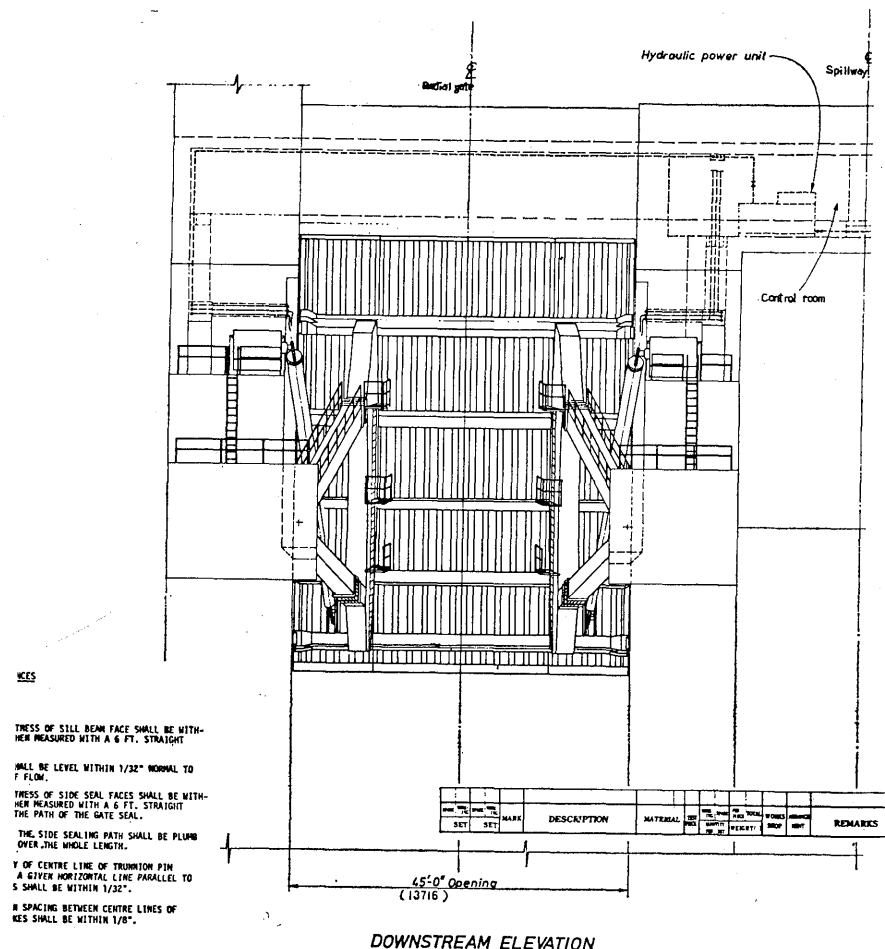 Hydraulic power unit
℄
Radial gate
℄
Spillway
Control room
NCES
TNESS OF SILL BEAM FACE SHALL BE WITH-
HEN MEASURED WITH A 6 FT. STRAIGHT
HALL BE LEVEL WITHIN 1/32" NORMAL TO
F FLOW.
TNESS OF SIDE SEAL FACES SHALL BE WITH-
HEN MEASURED WITH A 6 FT. STRAIGHT
THE PATH OF THE GATE SEAL.
THE SIDE SEALING PATH SHALL BE PLUMB
OVER THE WHOLE LENGTH.
Y OF CENTRE LINE OF TRUNNION PIN
A GIVEN HORIZONTAL LINE PARALLEL TO
S SHALL BE WITHIN 1/32".
N SPACING BETWEEN CENTRE LINES OF
KES SHALL BE WITHIN 1/8".
SET SET MARK DESCRIPTION MATERIAL TOTAL WEIGHT WORKS SHOP REMARKS
45'-0" Opening
(13716)
DOWNSTREAM ELEVATION